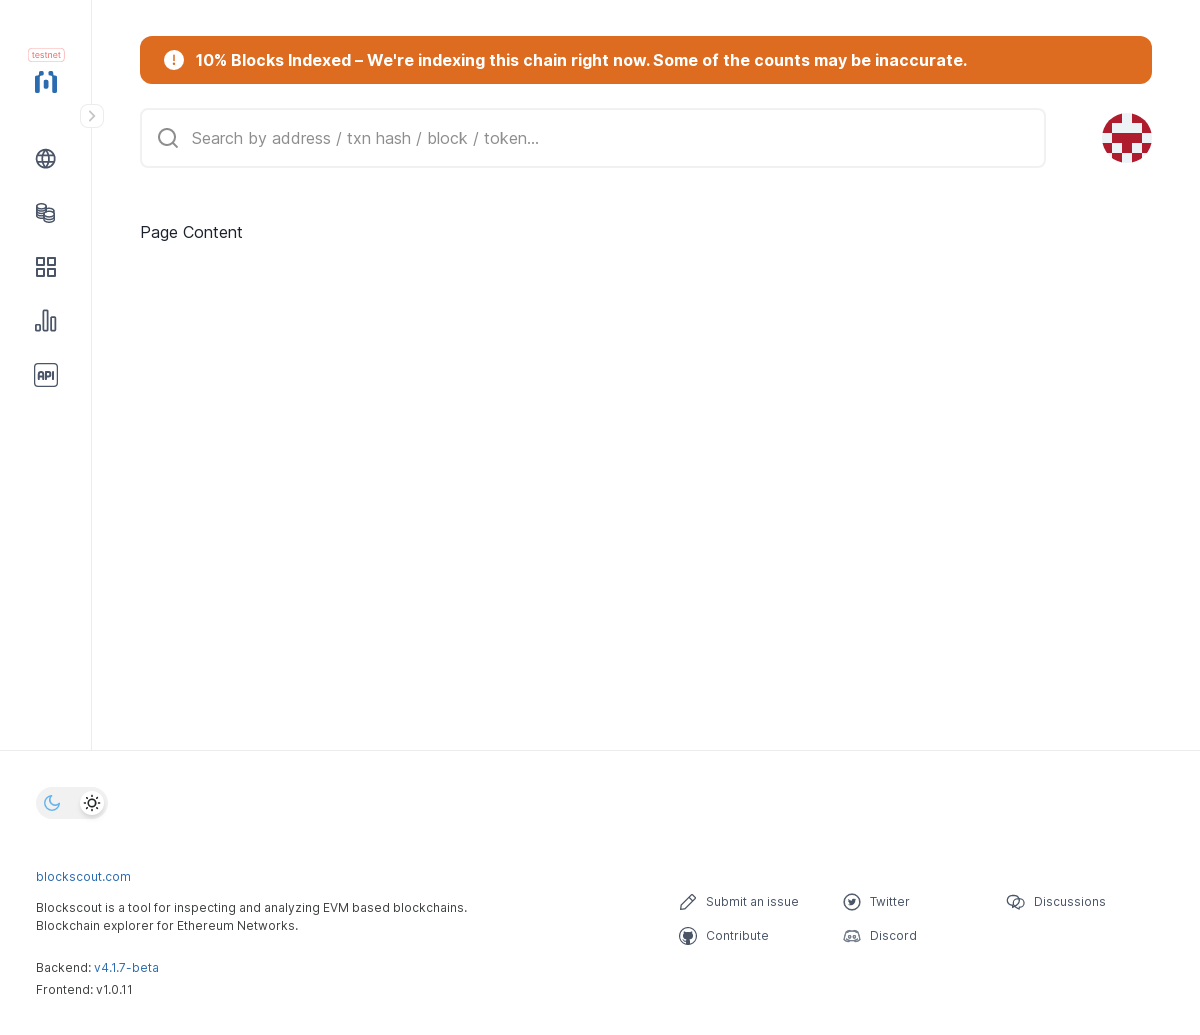 testnet
10% Blocks Indexed – We're indexing this chain right now. Some of the counts may be inaccurate.
Search by address / txn hash / block / token...
API
Page Content
blockscout.com
Blockscout is a tool for inspecting and analyzing EVM based blockchains.
Blockchain explorer for Ethereum Networks.
Backend: v4.1.7-beta
Frontend: v1.0.11
Submit an issue
Twitter
Discussions
Contribute
Discord